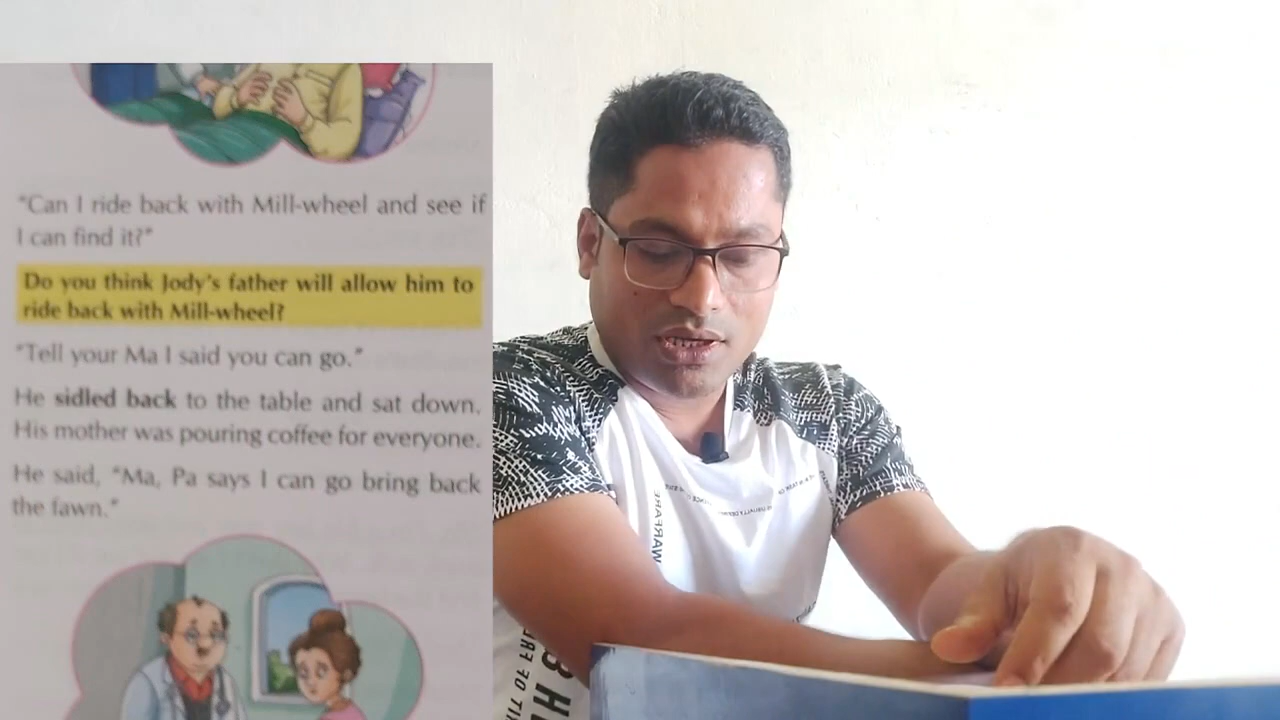 "Can I ride back with Mill-wheel and see if
I can find it?"
Do you think Jody's father will allow him to
ride back with Mill-wheel?
"Tell your Ma I said you can go."
He sidled back to the table and sat down.
His mother was pouring coffee for everyone.
He said, "Ma, Pa says I can go bring back
the fawn."
WARFARE